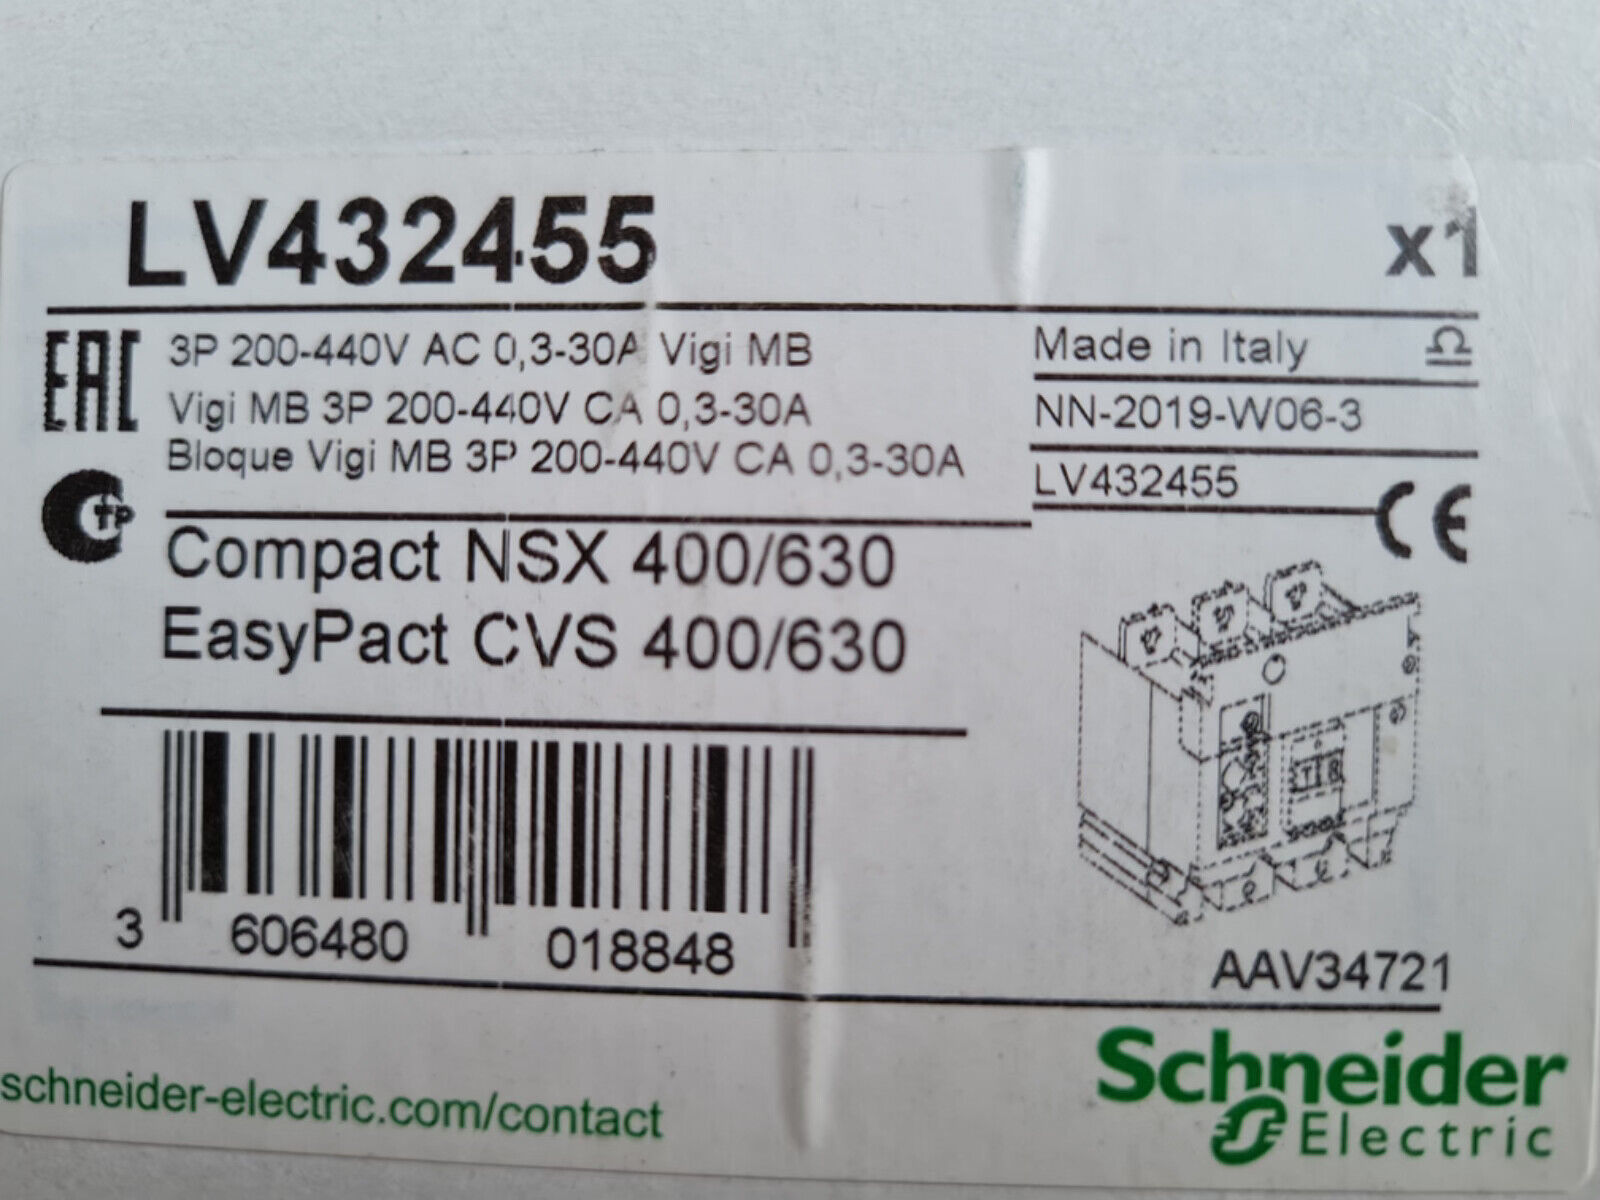 LV432455
x1
EAC
3P 200-440V AC 0,3-30A Vigi MB
Vigi MB 3P 200-440V CA 0,3-30A
Bloque Vigi MB 3P 200-440V CA 0,3-30A
Made in Italy
NN-2019-W06-3
LV432455
CE
Compact NSX 400/630
EasyPact CVS 400/630
3 606480 018848
AAV34721
schneider-electric.com/contact
Schneider
Electric